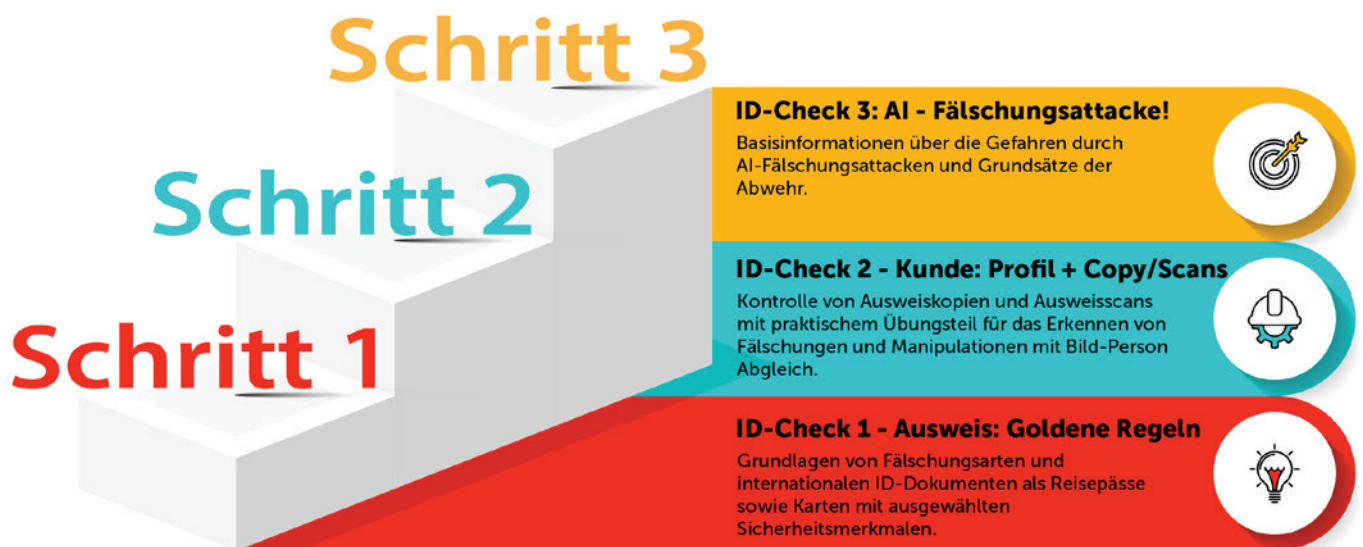 Schritt 3
ID-Check 3: AI - Fälschungsattacke!
Basisinformationen über die Gefahren durch
AI-Fälschungsattacken und Grundsätze der
Abwehr.
Schritt 2
ID-Check 2 - Kunde: Profil + Copy/Scans
Kontrolle von Ausweiskopien und Ausweisscans
mit praktischem Übungsteil für das Erkennen von
Fälschungen und Manipulationen mit Bild-Person
Abgleich.
Schritt 1
ID-Check 1 - Ausweis: Goldene Regeln
Grundlagen von Fälschungsarten und
internationalen ID-Dokumenten als Reisepässe
sowie Karten mit ausgewählten
Sicherheitsmerkmalen.